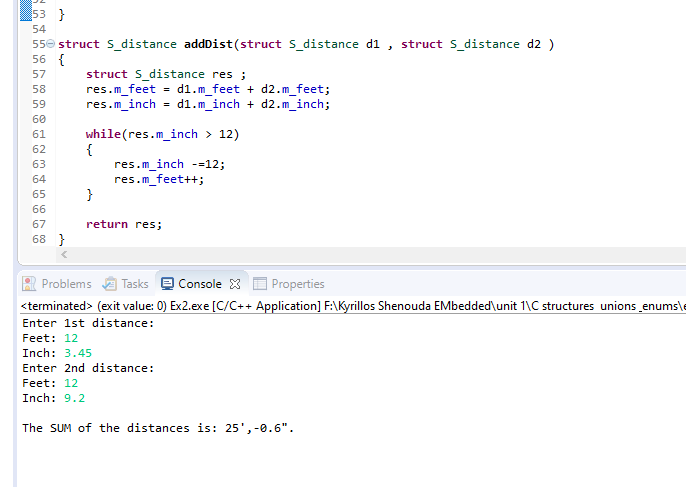 53 }
54
55 struct S_distance addDist(struct S_distance d1 , struct S_distance d2 )
56 {
57 struct S_distance res ;
58 res.m_feet = d1.m_feet + d2.m_feet;
59 res.m_inch = d1.m_inch + d2.m_inch;
60
61 while(res.m_inch > 12)
62 {
63 res.m_inch -=12;
64 res.m_feet++;
65 }
66
67 return res;
68 }
Problems Tasks Console Properties
<terminated> (exit value: 0) Ex2.exe [C/C++ Application] F:\Kyrillos Shenouda EMbedded\unit 1\C structures unions_enums\e
Enter 1st distance:
Feet: 12
Inch: 3.45
Enter 2nd distance:
Feet: 12
Inch: 9.2
The SUM of the distances is: 25',-0.6".